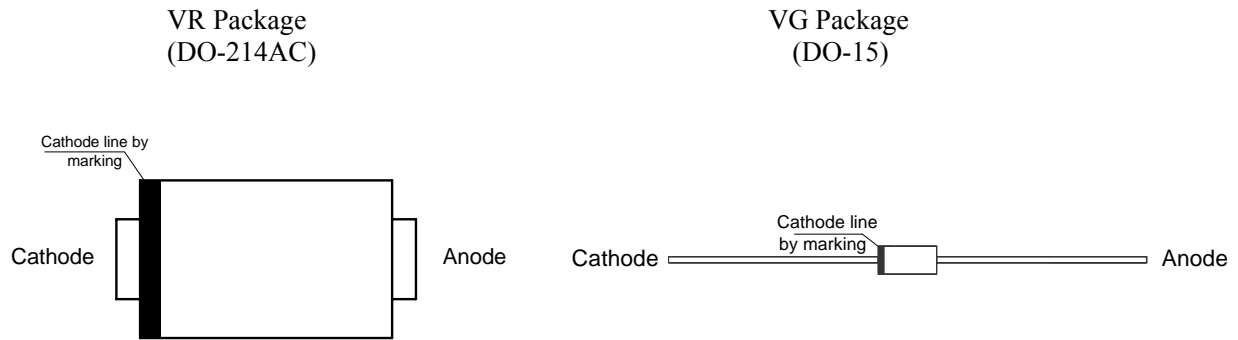 VR Package
(DO-214AC)
VG Package
(DO-15)
Cathode line by
marking
Cathode
Anode
Cathode line
by marking
Cathode
Anode